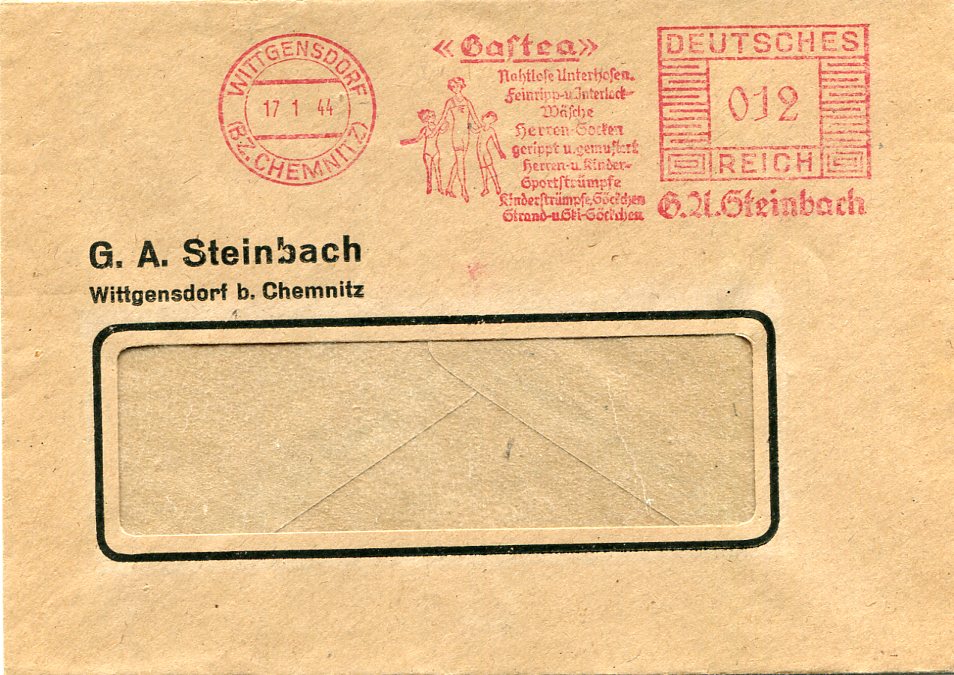 WITTGENSDORF
17 1 44
(BZ. CHEMNITZ)
«Gastea»
Nahtlose Unterhosen.
Feinripp-u.Interlock-
Wäsche
Herren-Socken
gerippt u.gemustert
Herren-u.Kinder-
Sportstrümpfe
Kinderstrümpfe,Söckchen
Strand-u.Ski-Söckchen
DEUTSCHES
012
REICH
G.A.Steinbach
G. A. Steinbach
Wittgensdorf b. Chemnitz